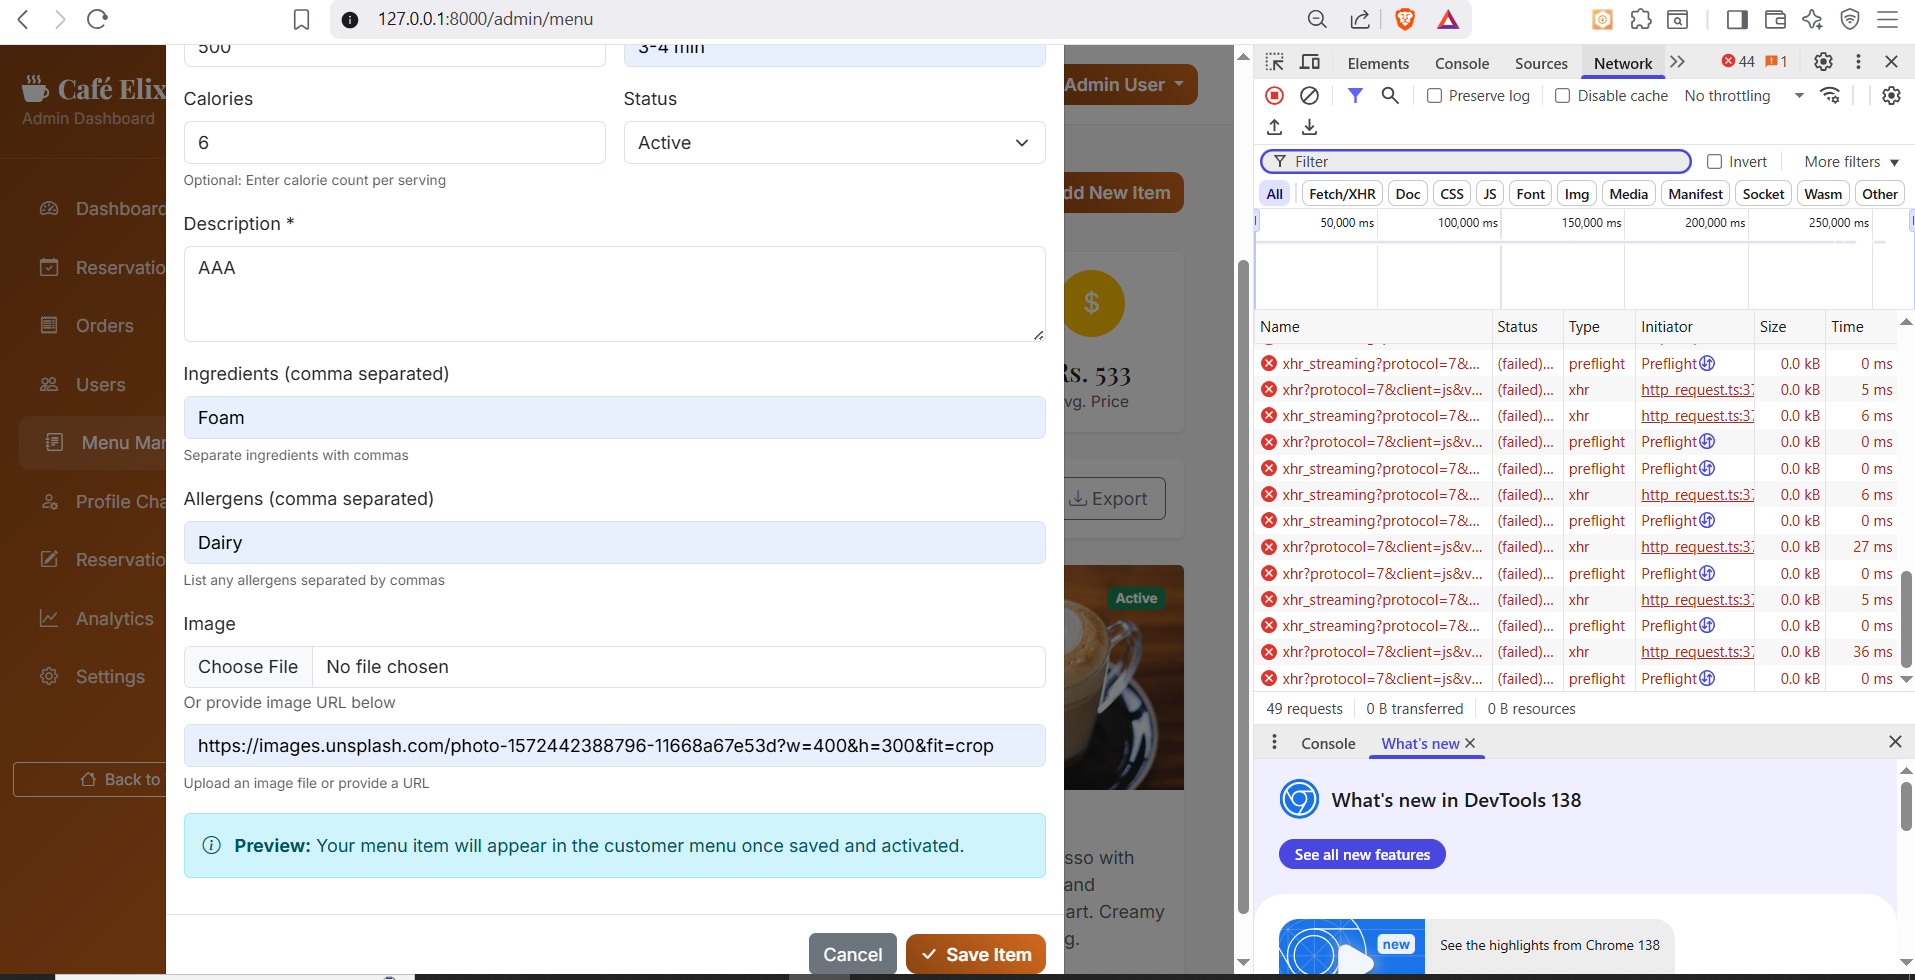 127.0.0.1:8000/admin/menu
Café Elix
Admin Dashboard
Dashboard
Reservatio
Orders
Users
Menu Mar
Profile Cha
Reservatio
Analytics
Settings
Back to
500
3-4 min
Calories
Status
6
Active
Optional: Enter calorie count per serving
Description *
AAA
Ingredients (comma separated)
Foam
Separate ingredients with commas
Allergens (comma separated)
Dairy
List any allergens separated by commas
Image
Choose File No file chosen
Or provide image URL below
https://images.unsplash.com/photo-1572442388796-11668a67e53d?w=400&h=300&fit=crop
Upload an image file or provide a URL
Preview: Your menu item will appear in the customer menu once saved and activated.
Cancel
Save Item
Admin User
dd New Item
$
Rs. 533
vg. Price
Export
Active
sso with
and
art. Creamy
g.
Elements Console Sources Network 44 1
Preserve log Disable cache No throttling
Filter Invert More filters
All Fetch/XHR Doc CSS JS Font Img Media Manifest Socket Wasm Other
50,000 ms 100,000 ms 150,000 ms 200,000 ms 250,000 ms
Name Status Type Initiator Size Time
xhr_streaming?protocol=7&... (failed)... preflight Preflight 0.0 kB 0 ms
xhr?protocol=7&client=js&v... (failed)... xhr http_request.ts:37 0.0 kB 5 ms
xhr_streaming?protocol=7&... (failed)... xhr http_request.ts:37 0.0 kB 6 ms
xhr?protocol=7&client=js&v... (failed)... preflight Preflight 0.0 kB 0 ms
xhr_streaming?protocol=7&... (failed)... preflight Preflight 0.0 kB 0 ms
xhr_streaming?protocol=7&... (failed)... xhr http_request.ts:37 0.0 kB 6 ms
xhr_streaming?protocol=7&... (failed)... preflight Preflight 0.0 kB 0 ms
xhr?protocol=7&client=js&v... (failed)... xhr http_request.ts:37 0.0 kB 27 ms
xhr?protocol=7&client=js&v... (failed)... preflight Preflight 0.0 kB 0 ms
xhr_streaming?protocol=7&... (failed)... xhr http_request.ts:37 0.0 kB 5 ms
xhr_streaming?protocol=7&... (failed)... preflight Preflight 0.0 kB 0 ms
xhr?protocol=7&client=js&v... (failed)... xhr http_request.ts:37 0.0 kB 36 ms
xhr?protocol=7&client=js&v... (failed)... preflight Preflight 0.0 kB 0 ms
49 requests 0 B transferred 0 B resources
Console What's new
What's new in DevTools 138
See all new features
new
See the highlights from Chrome 138